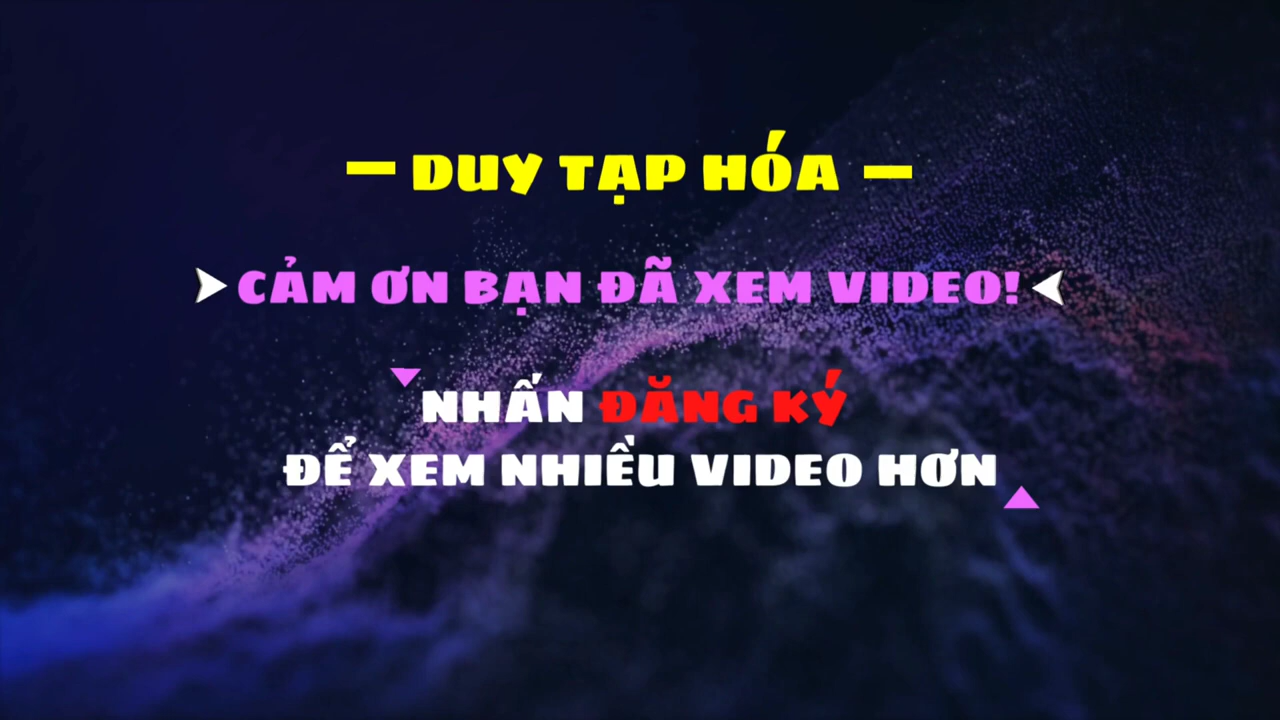 — DUY TẠP HÓA —
CẢM ƠN BẠN ĐÃ XEM VIDEO!
NHẤN ĐĂNG KÝ
ĐỂ XEM NHIỀU VIDEO HƠN